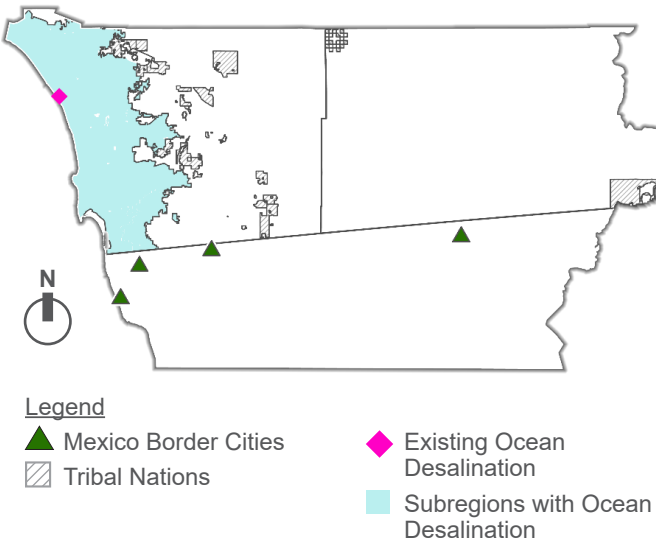 N
Legend
Mexico Border Cities
Tribal Nations
Existing Ocean
Desalination
Subregions with Ocean
Desalination